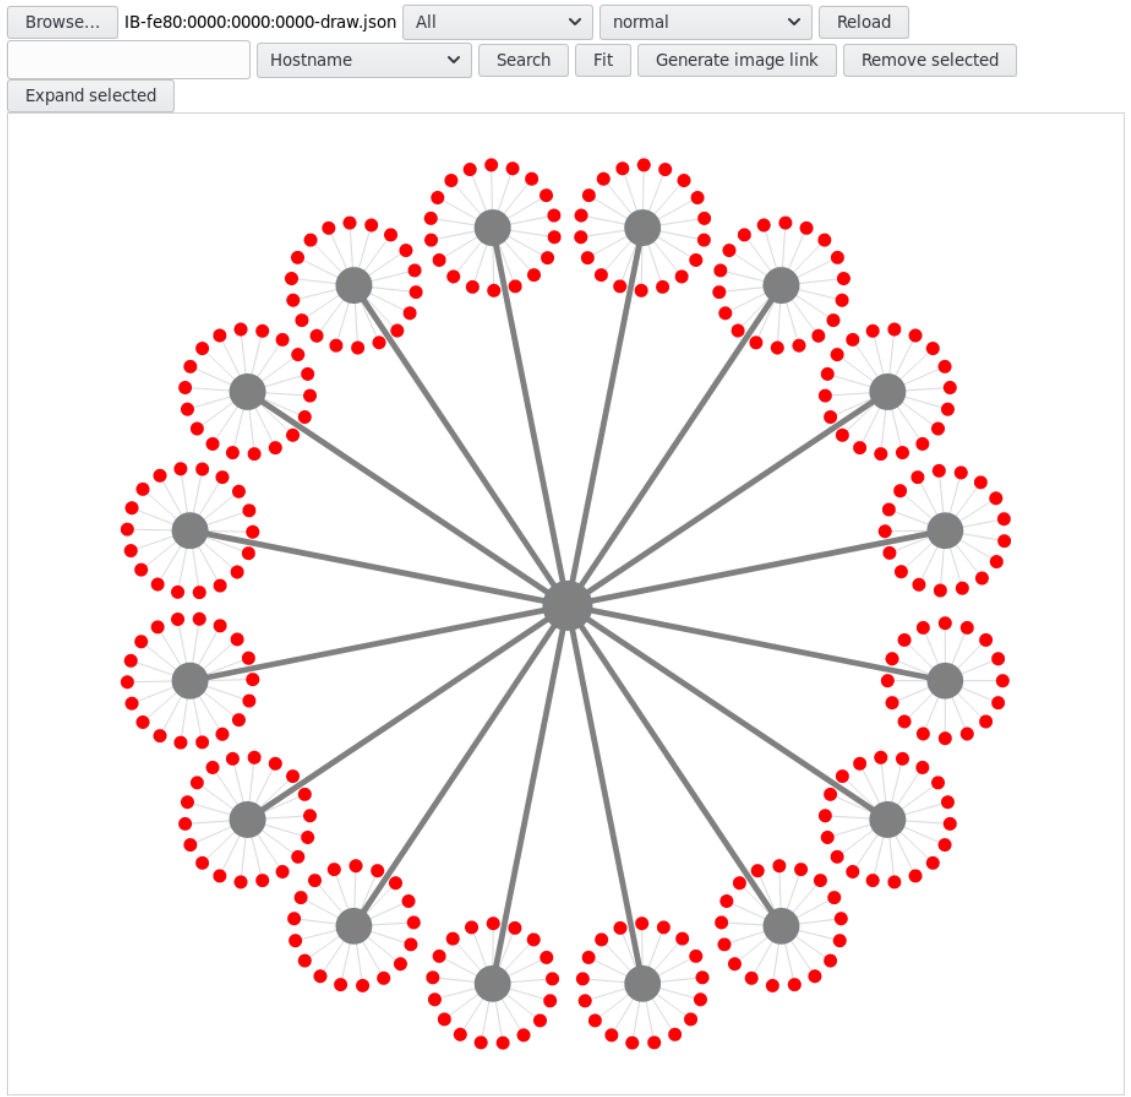 Browse... IB-fe80:0000:0000:0000-draw.json All normal Reload
Hostname Search Fit Generate image link Remove selected
Expand selected